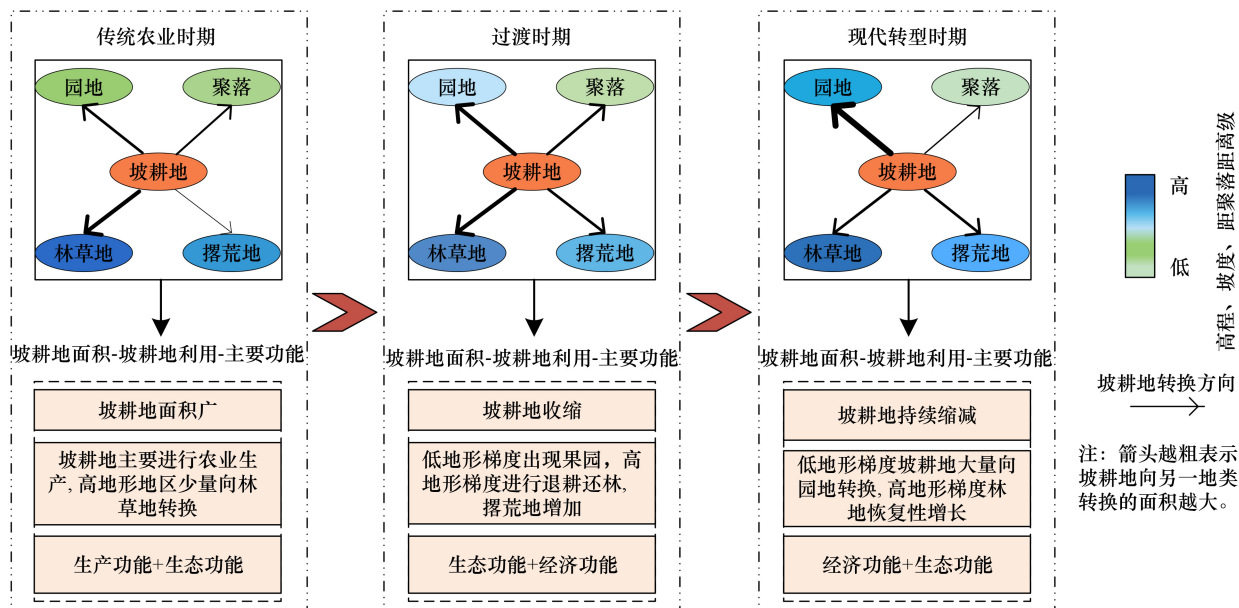 传统农业时期
园地
聚落
坡耕地
林草地
撂荒地
坡耕地面积-坡耕地利用-主要功能
坡耕地面积广
坡耕地主要进行农业生
产, 高地形地区少量向林
草地转换
生产功能+生态功能
过渡时期
园地
聚落
坡耕地
林草地
撂荒地
坡耕地面积-坡耕地利用-主要功能
坡耕地收缩
低地形梯度出现果园，高
地形梯度进行退耕还林,
撂荒地增加
生态功能+经济功能
现代转型时期
园地
聚落
坡耕地
林草地
撂荒地
坡耕地面积-坡耕地利用-主要功能
坡耕地持续缩减
低地形梯度坡耕地大量向
园地转换, 高地形梯度林
地恢复性增长
经济功能+生态功能
高
低
高程、坡度、距聚落距离级
坡耕地转换方向
注：箭头越粗表示
坡耕地向另一地类
转换的面积越大。